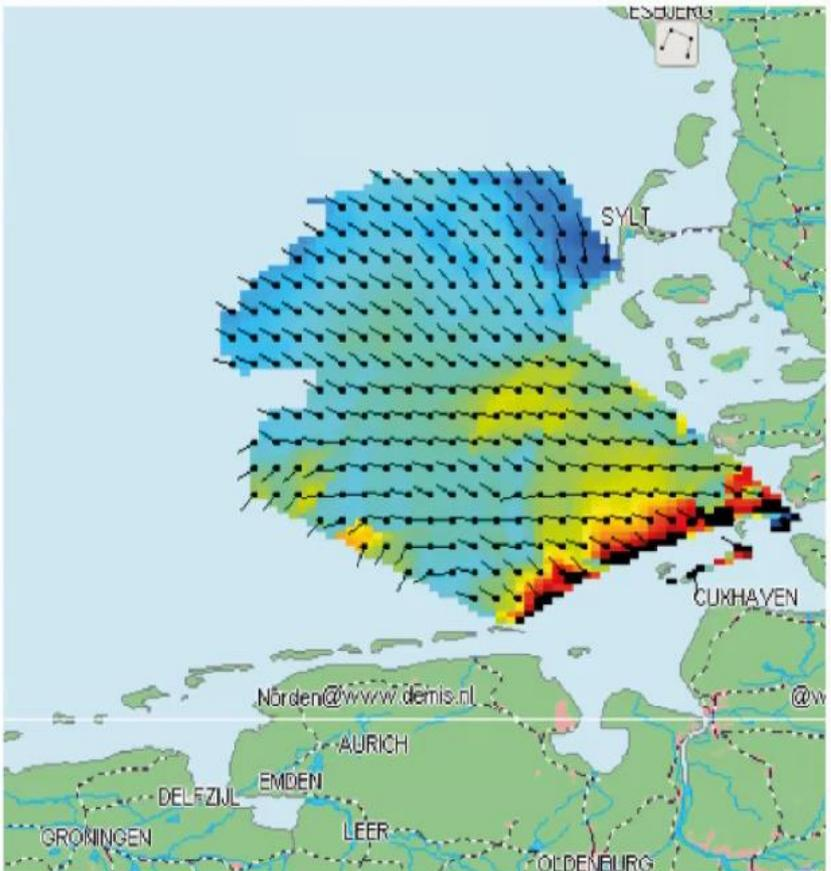 ESBJERG
SYLT
CUXHAVEN
Norden@www.demis.nl
@w
AURICH
EMDEN
DELFZIJL
LEER
GRONINGEN
OLDENBURG